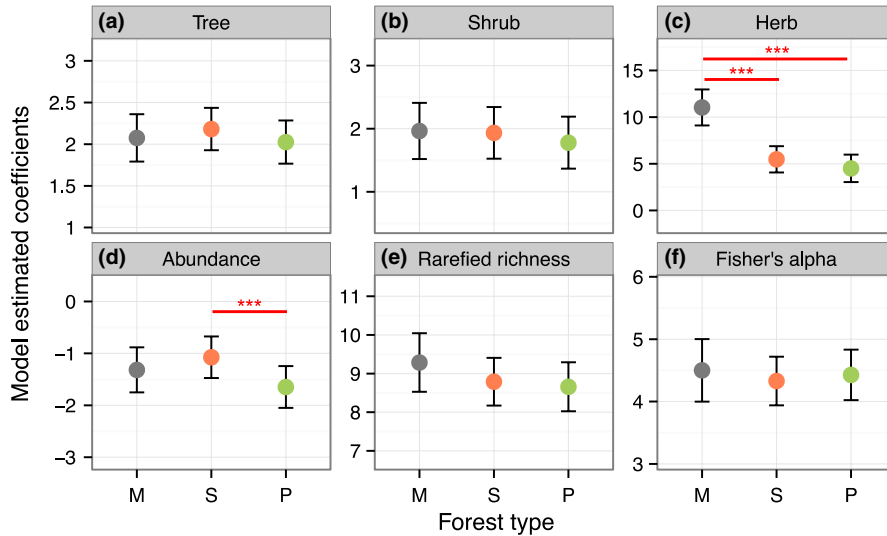 (a) Tree
(b) Shrub
(c) Herb
3
2.5
2.25
2
1.5
1
3
2
1
15
10
5
0
***
***
(d) Abundance
(e) Rarefied richness
(f) Fisher's alpha
0
−1
−2
−3
***
11
10
9
8
7
6
5
4
3
M S P
M S P
M S P
Forest type
Model estimated coefficients